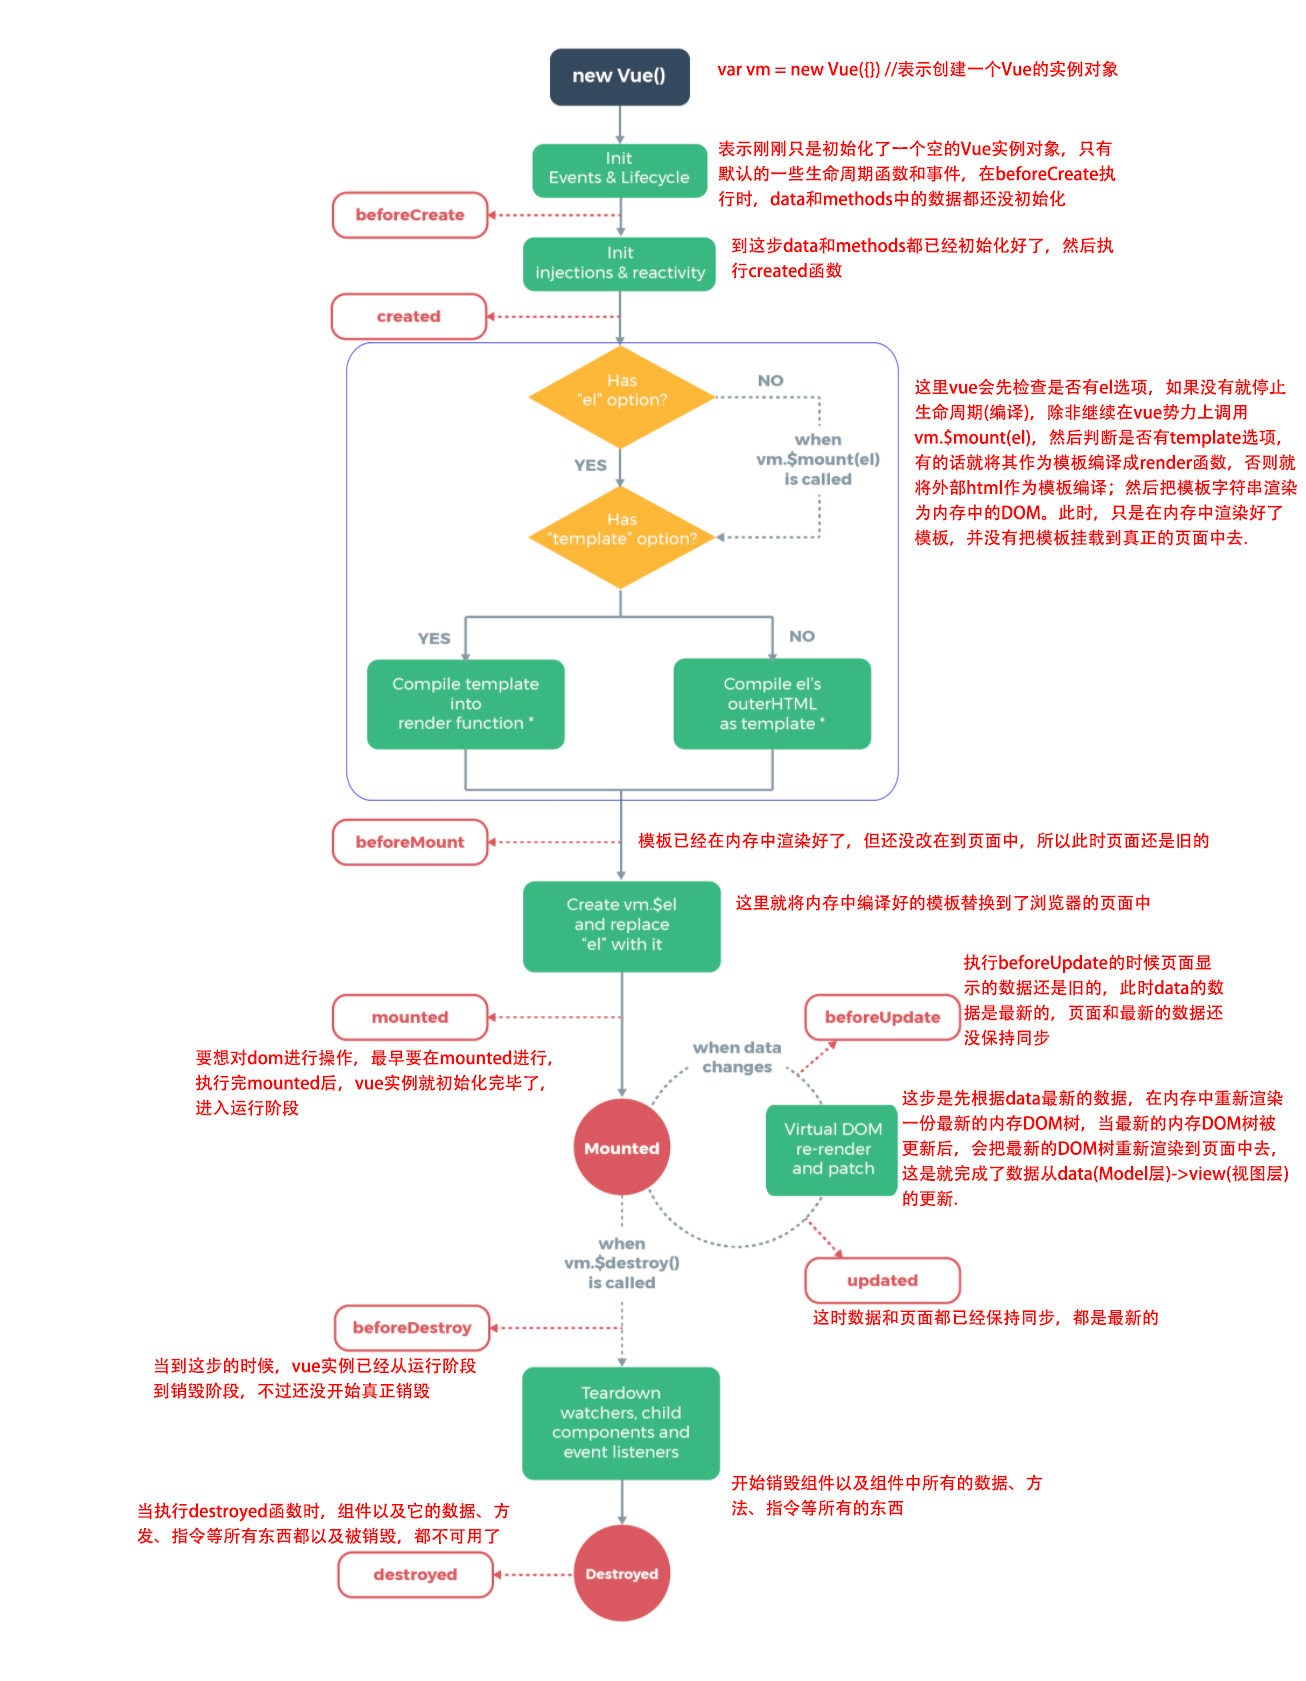 new Vue()
var vm = new Vue({}) //表示创建一个Vue的实例对象
Init
Events & Lifecycle
表示刚刚只是初始化了一个空的Vue实例对象，只有
默认的一些生命周期函数和事件，在beforeCreate执
行时，data和methods中的数据都还没初始化
beforeCreate
Init
injections & reactivity
到这步data和methods都已经初始化好了，然后执
行created函数
created
Has
“el” option?
NO
when
vm.$mount(el)
is called
YES
这里vue会先检查是否有el选项，如果没有就停止
生命周期(编译)，除非继续在vue势力上调用
vm.$mount(el)，然后判断是否有template选项，
有的话就将其作为模板编译成render函数，否则就
将外部html作为模板编译；然后把模板字符串渲染
为内存中的DOM。此时，只是在内存中渲染好了
模板，并没有把模板挂载到真正的页面中去.
Has
“template” option?
YES
NO
Compile template
into
render function *
Compile el’s
outerHTML
as template *
beforeMount
模板已经在内存中渲染好了，但还没改在到页面中，所以此时页面还是旧的
Create vm.$el
and replace
“el” with it
这里就将内存中编译好的模板替换到了浏览器的页面中
mounted
要想对dom进行操作，最早要在mounted进行，
执行完mounted后，vue实例就初始化完毕了，
进入运行阶段
执行beforeUpdate的时候页面显
示的数据还是旧的，此时data的数
据是最新的，页面和最新的数据还
没保持同步
beforeUpdate
when data
changes
Mounted
Virtual DOM
re-render
and patch
这步是先根据data最新的数据，在内存中重新渲染
一份最新的内存DOM树，当最新的内存DOM树被
更新后，会把最新的DOM树重新渲染到页面中去，
这是就完成了数据从data(Model层)->view(视图层)
的更新.
updated
这时数据和页面都已经保持同步，都是最新的
when
vm.$destroy()
is called
beforeDestroy
当到这步的时候，vue实例已经从运行阶段
到销毁阶段，不过还没开始真正销毁
Teardown
watchers, child
components and
event listeners
开始销毁组件以及组件中所有的数据、方
法、指令等所有的东西
当执行destroyed函数时，组件以及它的数据、方
发、指令等所有东西都以及被销毁，都不可用了
destroyed
Destroyed